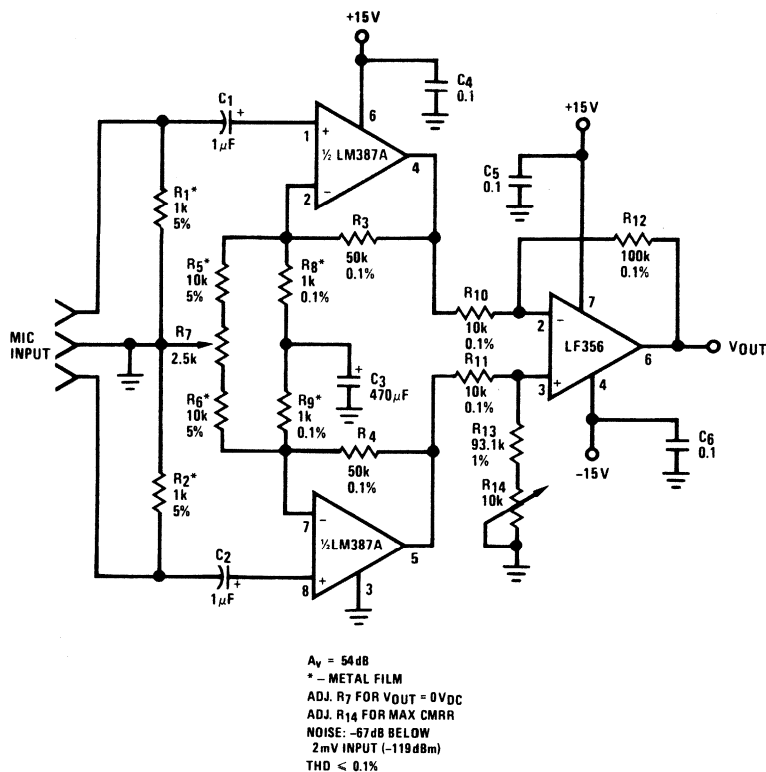 +15V
C4
0.1
C1
+
1µF
6
1
+
½ LM387A
4
2
−
+15V
C5
0.1
R1*
1k
5%
R3
50k
0.1%
R12
100k
0.1%
R5*
10k
5%
R8*
1k
0.1%
MIC
INPUT
R7
2.5k
R10
10k
0.1%
7
2
−
LF356
6
VOUT
R11
10k
0.1%
3
+
4
+
C3
470µF
R6*
10k
5%
R9*
1k
0.1%
R4
50k
0.1%
R13
93.1k
1%
C6
0.1
−15V
R2*
1k
5%
R14
10k
7
−
½LM387A
5
C2
+
1µF
8
+
3
Av = 54dB
* – METAL FILM
ADJ. R7 FOR VOUT = 0VDC
ADJ. R14 FOR MAX CMRR
NOISE: –67dB BELOW
2mV INPUT (–119dBm)
THD ≤ 0.1%